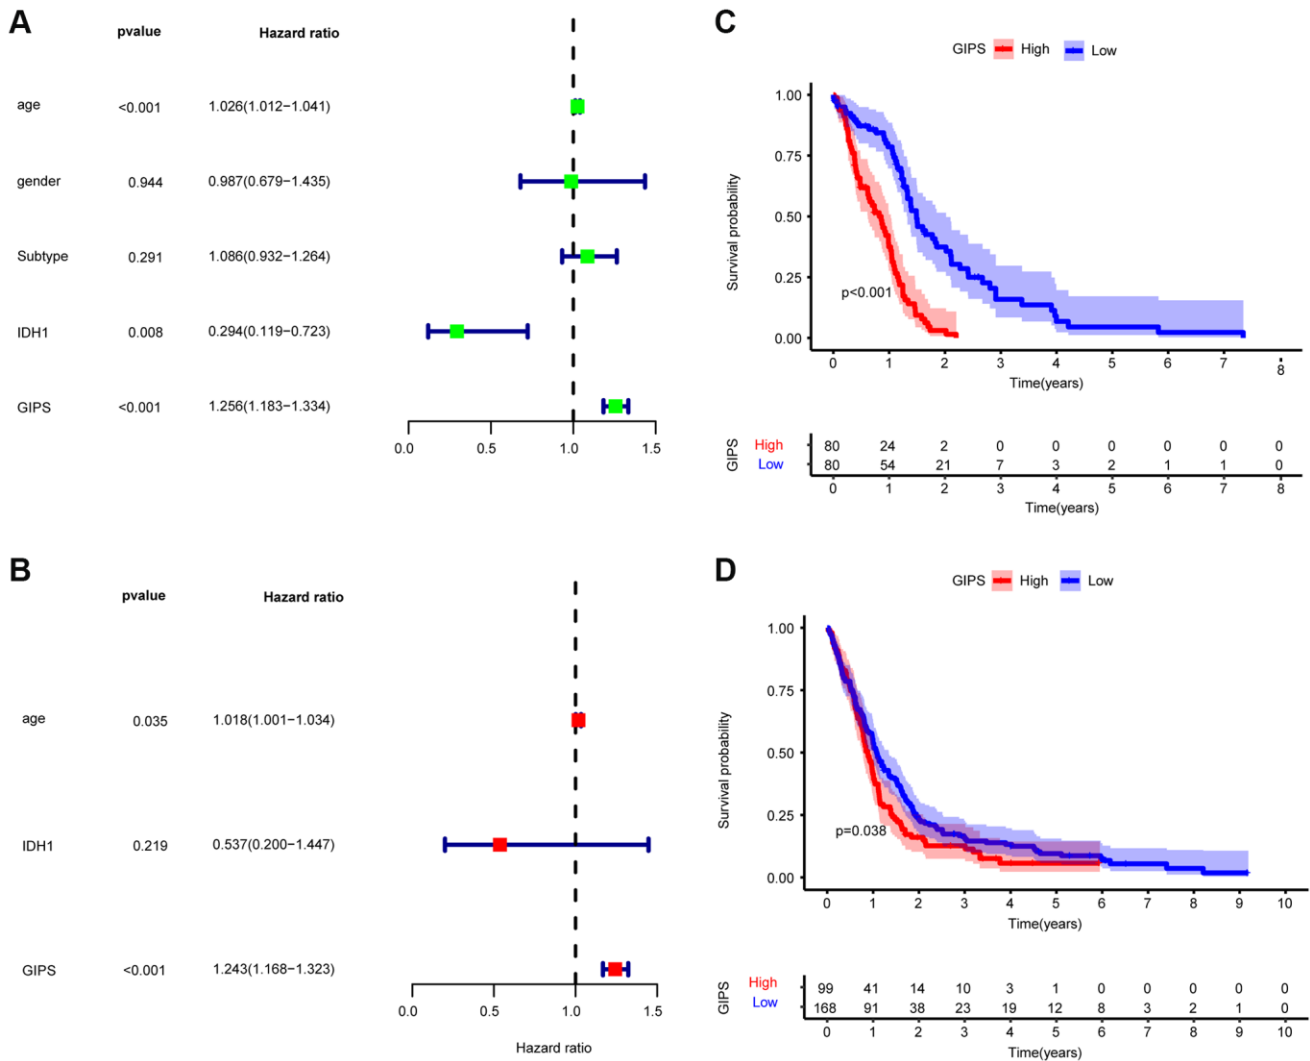 A
pvalue Hazard ratio
age <0.001 1.026(1.012−1.041)
gender 0.944 0.987(0.679−1.435)
Subtype 0.291 1.086(0.932−1.264)
IDH1 0.008 0.294(0.119−0.723)
GIPS <0.001 1.256(1.183−1.334)
0.0 0.5 1.0 1.5
C
GIPS High Low
Survival probability
1.00
0.75
0.50
0.25
0.00
p<0.001
0 1 2 3 4 5 6 7 8
Time(years)
GIPS
High 80 24 2 0 0 0 0 0 0
Low 80 54 21 7 3 2 1 1 0
0 1 2 3 4 5 6 7 8
Time(years)
B
pvalue Hazard ratio
age 0.035 1.018(1.001−1.034)
IDH1 0.219 0.537(0.200−1.447)
GIPS <0.001 1.243(1.168−1.323)
0.0 0.5 1.0 1.5
Hazard ratio
D
GIPS High Low
Survival probability
1.00
0.75
0.50
0.25
0.00
p=0.038
0 1 2 3 4 5 6 7 8 9 10
Time(years)
GIPS
High 99 41 14 10 3 1 0 0 0 0 0
Low 168 91 38 23 19 12 8 3 2 1 0
0 1 2 3 4 5 6 7 8 9 10
Time(years)